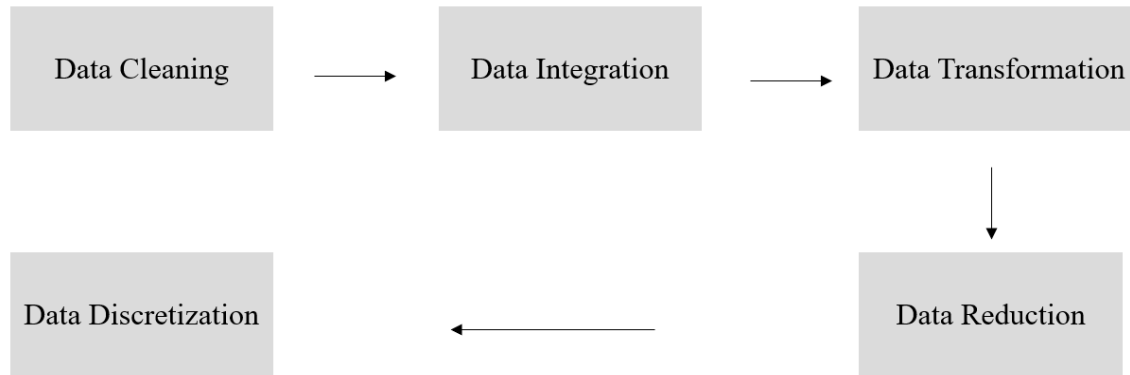 Data Cleaning
Data Integration
Data Transformation
Data Reduction
Data Discretization